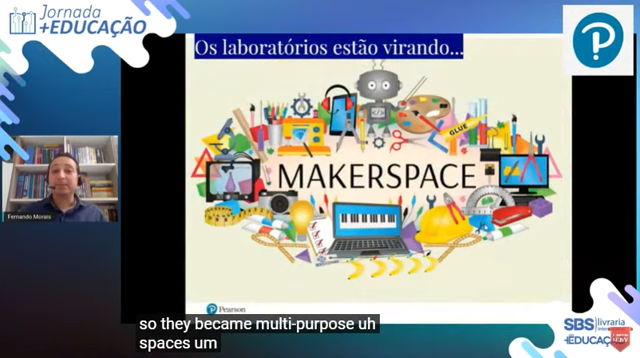 Jornada
+EDUCAÇÃO
Os laboratórios estão virando...
GLUE
MAKERSPACE
Fernando Morais
Pearson
so they became multi-purpose uh
spaces um
SBS livraria
+EDUCAÇÃO